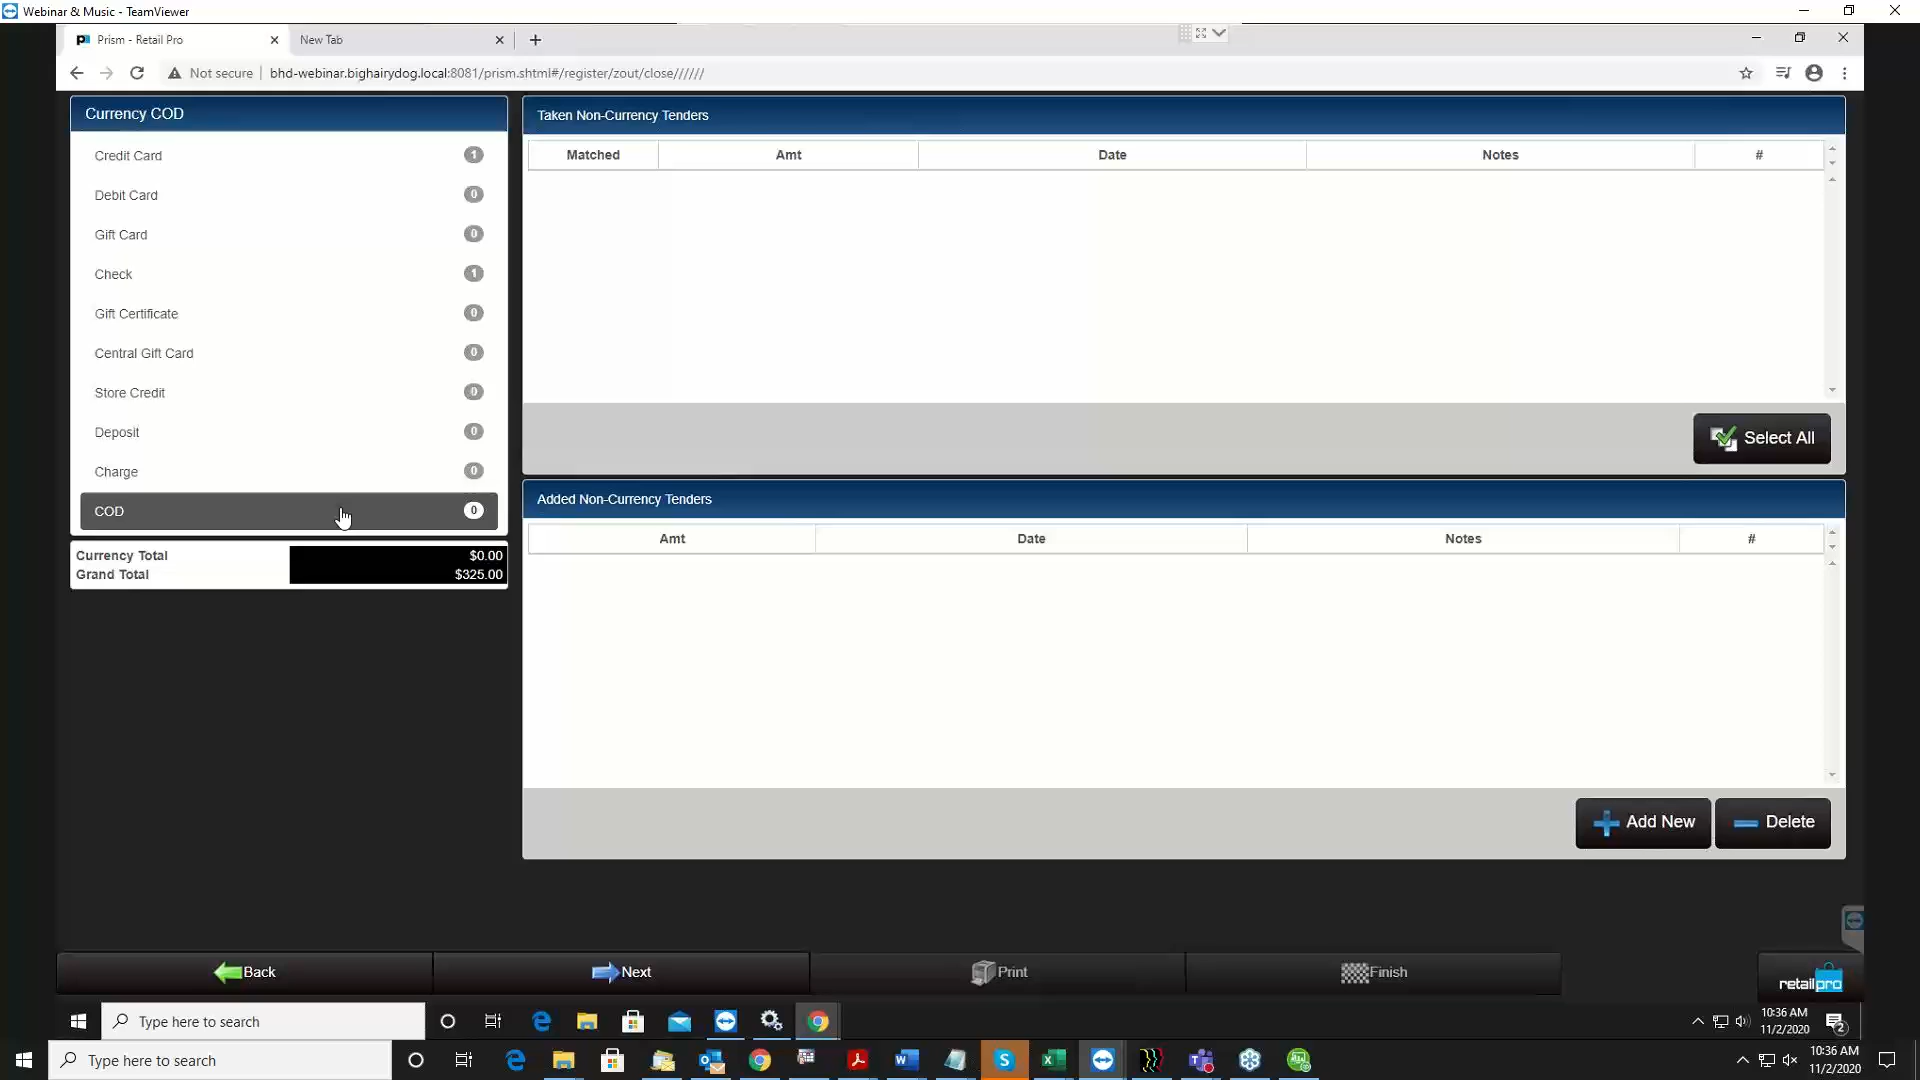 Webinar & Music - TeamViewer
Prism - Retail Pro
New Tab
Not secure
bhd-webinar.bighairydog.local:8081/prism.shtml#/register/zout/close//////
Currency COD
Credit Card 1
Debit Card 0
Gift Card 0
Check 1
Gift Certificate 0
Central Gift Card 0
Store Credit 0
Deposit 0
Charge 0
COD 0
Currency Total $0.00
Grand Total $325.00
Taken Non-Currency Tenders
Matched Amt Date Notes #
Select All
Added Non-Currency Tenders
Amt Date Notes #
Add New Delete
Back Next Print Finish
retailpro
Type here to search
10:36 AM
11/2/2020
2
Type here to search
10:36 AM
11/2/2020